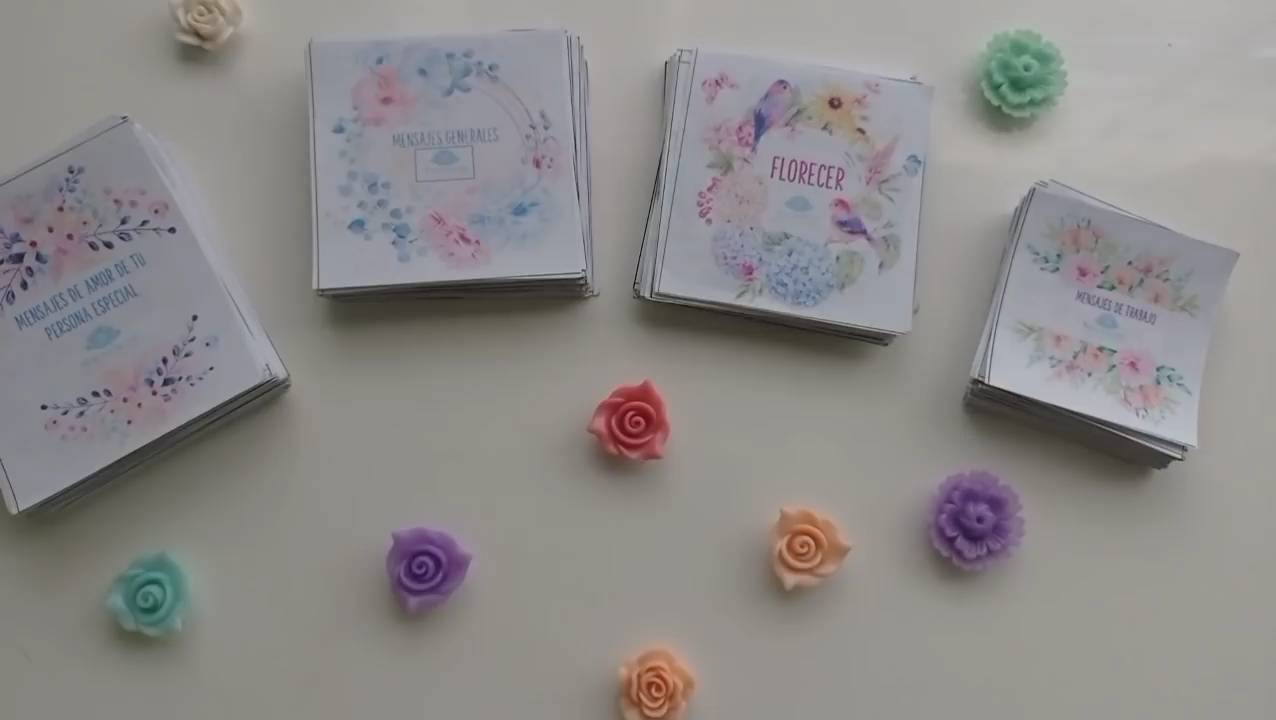 MENSAJES DE AMOR DE TU
PERSONA ESPECIAL
MENSAJES GENERALES
FLORECER
MENSAJES DE TRABAJO